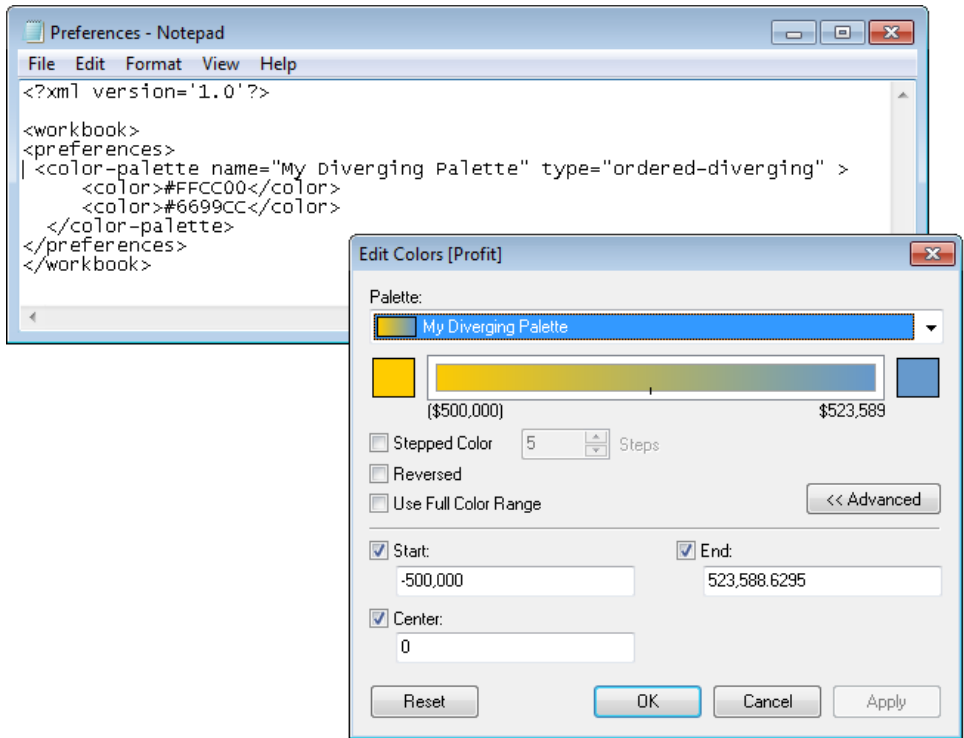 Preferences - Notepad
File Edit Format View Help
<?xml version='1.0'?>
<workbook>
<preferences>
<color-palette name="My Diverging Palette" type="ordered-diverging" >
<color>#FFCC00</color>
<color>#6699CC</color>
</color-palette>
</preferences>
</workbook>
Edit Colors [Profit]
Palette:
My Diverging Palette
($500,000) $523,589
Stepped Color 5 Steps
Reversed
Use Full Color Range << Advanced
Start: End:
-500,000 523,588.6295
Center:
0
Reset OK Cancel Apply